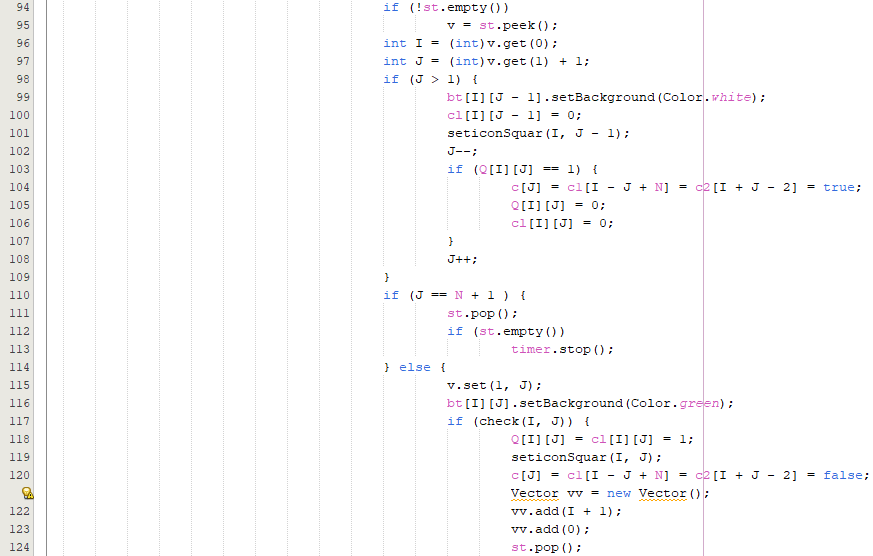 94 if (!st.empty())
95 v = st.peek();
96 int I = (int)v.get(0);
97 int J = (int)v.get(1) + 1;
98 if (J > 1) {
99 bt[I][J - 1].setBackground(Color.white);
100 cl[I][J - 1] = 0;
101 seticonSquar(I, J - 1);
102 J--;
103 if (Q[I][J] == 1) {
104 c[J] = c1[I - J + N] = c2[I + J - 2] = true;
105 Q[I][J] = 0;
106 cl[I][J] = 0;
107 }
108 J++;
109 }
110 if (J == N + 1 ) {
111 st.pop();
112 if (st.empty())
113 timer.stop();
114 } else {
115 v.set(1, J);
116 bt[I][J].setBackground(Color.green);
117 if (check(I, J)) {
118 Q[I][J] = cl[I][J] = 1;
119 seticonSquar(I, J);
120 c[J] = c1[I - J + N] = c2[I + J - 2] = false;
Vector vv = new Vector();
122 vv.add(I + 1);
123 vv.add(0);
124 st.pop();